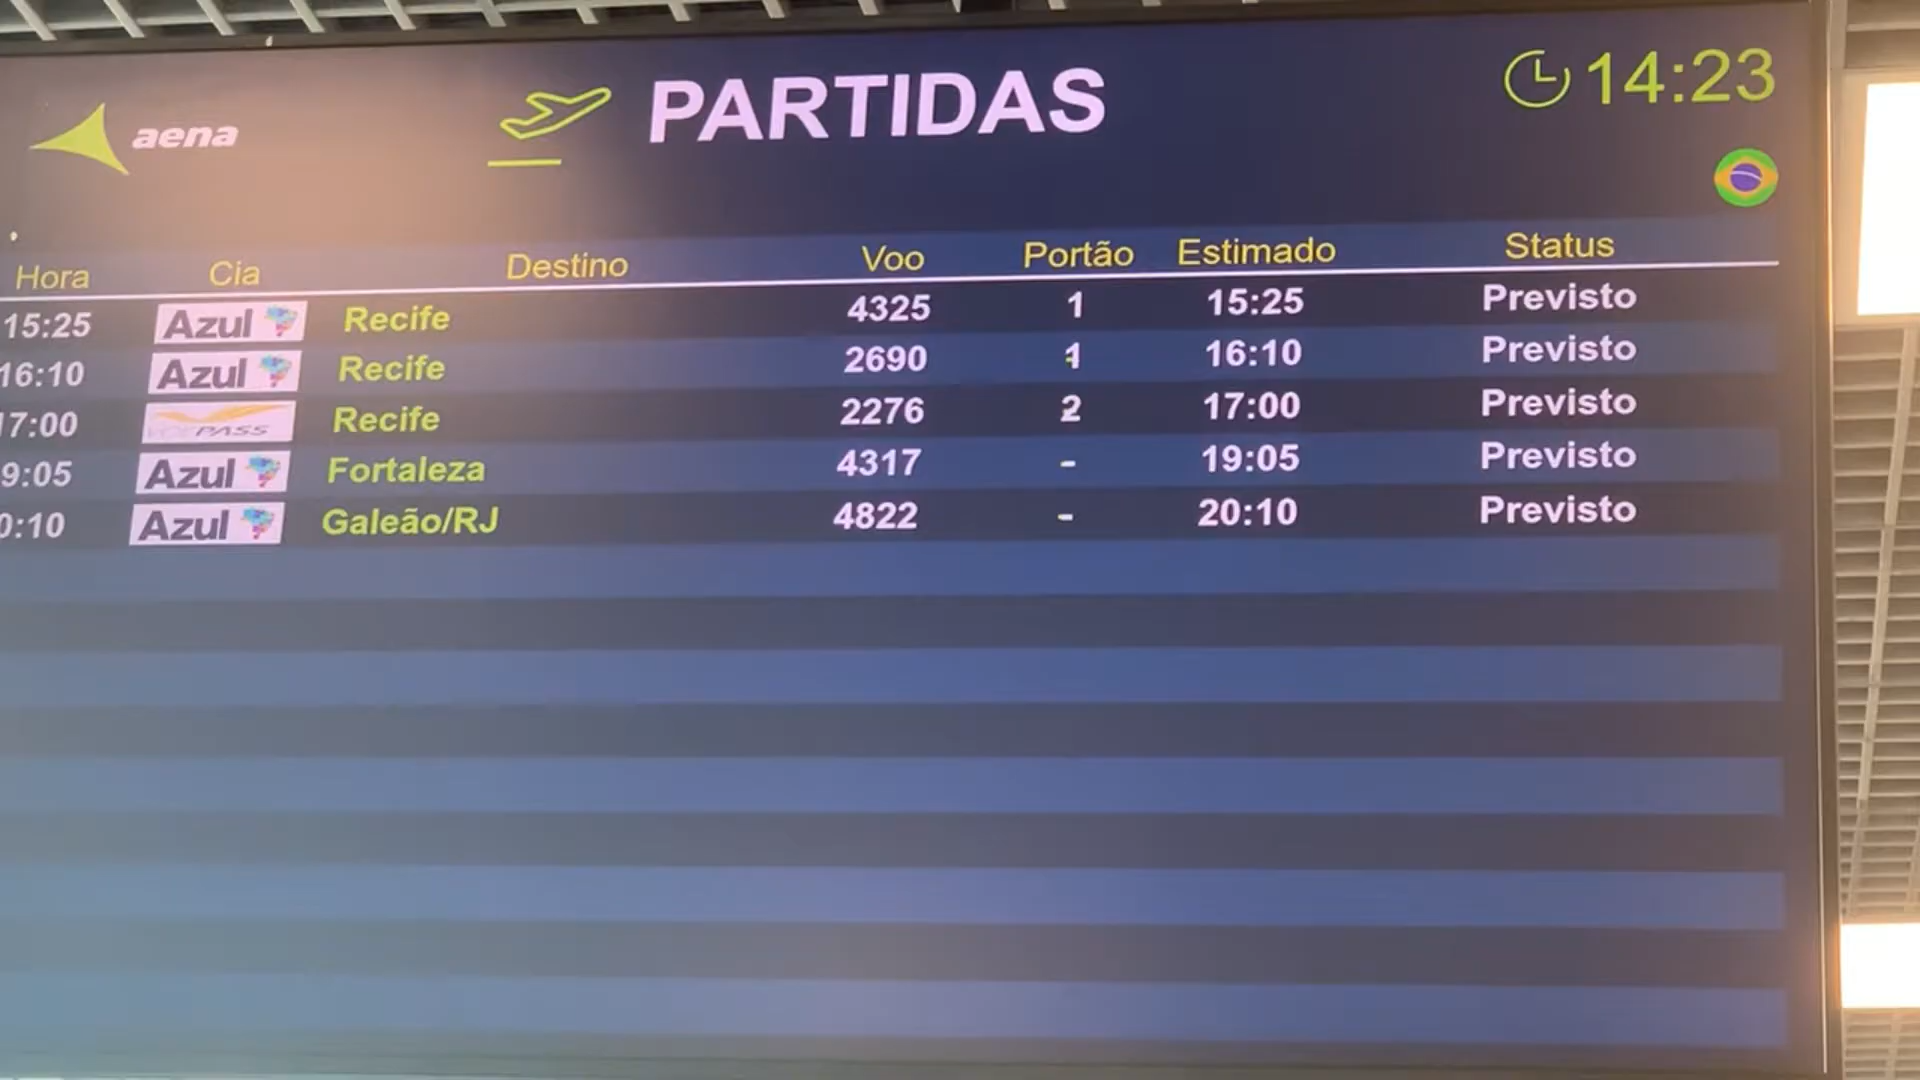 aena PARTIDAS 14:23
Hora Cia Destino Voo Portão Estimado Status
15:25 Azul Recife 4325 1 15:25 Previsto
16:10 Azul Recife 2690 1 16:10 Previsto
17:00 PASS Recife 2276 2 17:00 Previsto
9:05 Azul Fortaleza 4317 - 19:05 Previsto
0:10 Azul Galeão/RJ 4822 - 20:10 Previsto